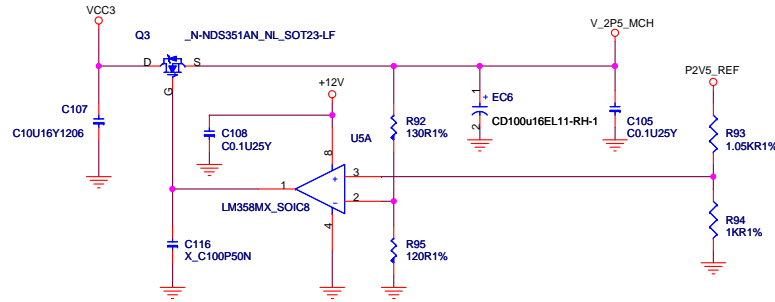 VCC3
Q3
_N-NDS351AN_NL_SOT23-LF
V_2P5_MCH
D
S
G
P2V5_REF
+12V
C107
C10U16Y1206
C108
C0.1U25Y
R92
130R1%
1
+
EC6
2
CD100u16EL11-RH-1
C105
C0.1U25Y
R93
1.05KR1%
U5A
8
+
3
1
-
2
4
LM358MX_SOIC8
R94
1KR1%
C116
X_C100P50N
R95
120R1%